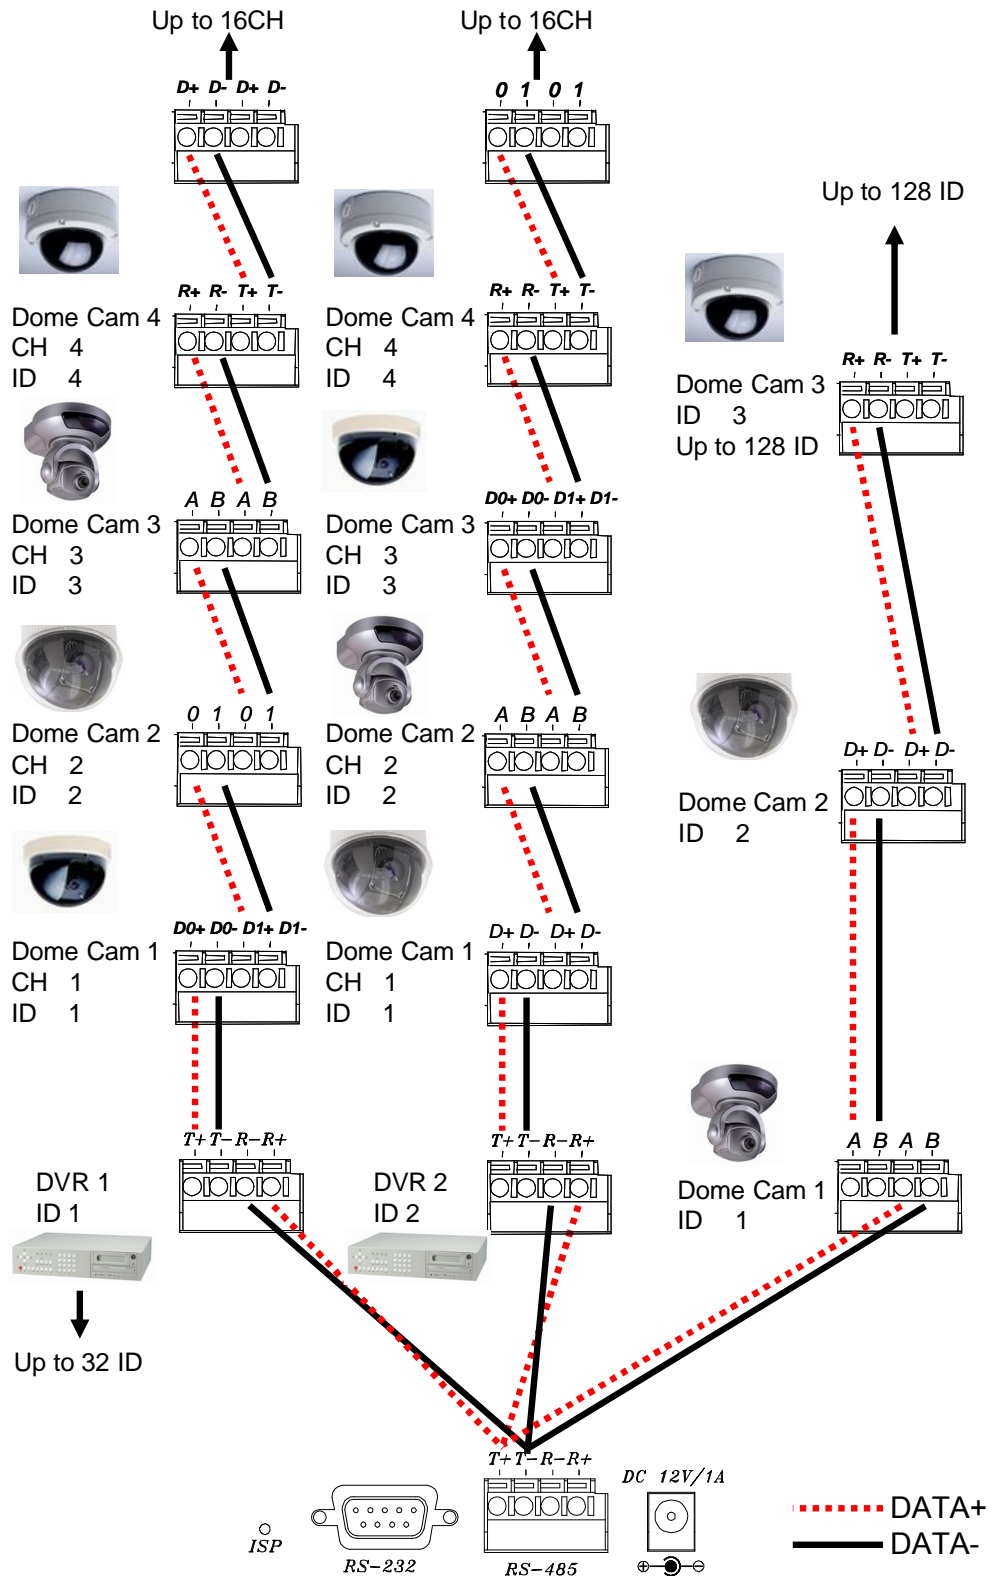 Up to 16CH
Up to 16CH
D+ D- D+ D-
0 1 0 1
Up to 128 ID
R+ R- T+ T-
R+ R- T+ T-
Dome Cam 4
CH 4
ID 4
Dome Cam 4
CH 4
ID 4
R+ R- T+ T-
Dome Cam 3
ID 3
Up to 128 ID
A B A B
D0+ D0- D1+ D1-
Dome Cam 3
CH 3
ID 3
Dome Cam 3
CH 3
ID 3
0 1 0 1
A B A B
Dome Cam 2
CH 2
ID 2
Dome Cam 2
CH 2
ID 2
D+ D- D+ D-
Dome Cam 2
ID 2
D0+ D0- D1+ D1-
D+ D- D+ D-
Dome Cam 1
CH 1
ID 1
Dome Cam 1
CH 1
ID 1
T+ T- R- R+
T+ T- R- R+
A B A B
DVR 1
ID 1
DVR 2
ID 2
Dome Cam 1
ID 1
Up to 32 ID
T+ T- R- R+
DC 12V/1A
ISP
RS-232
RS-485
DATA+
DATA-